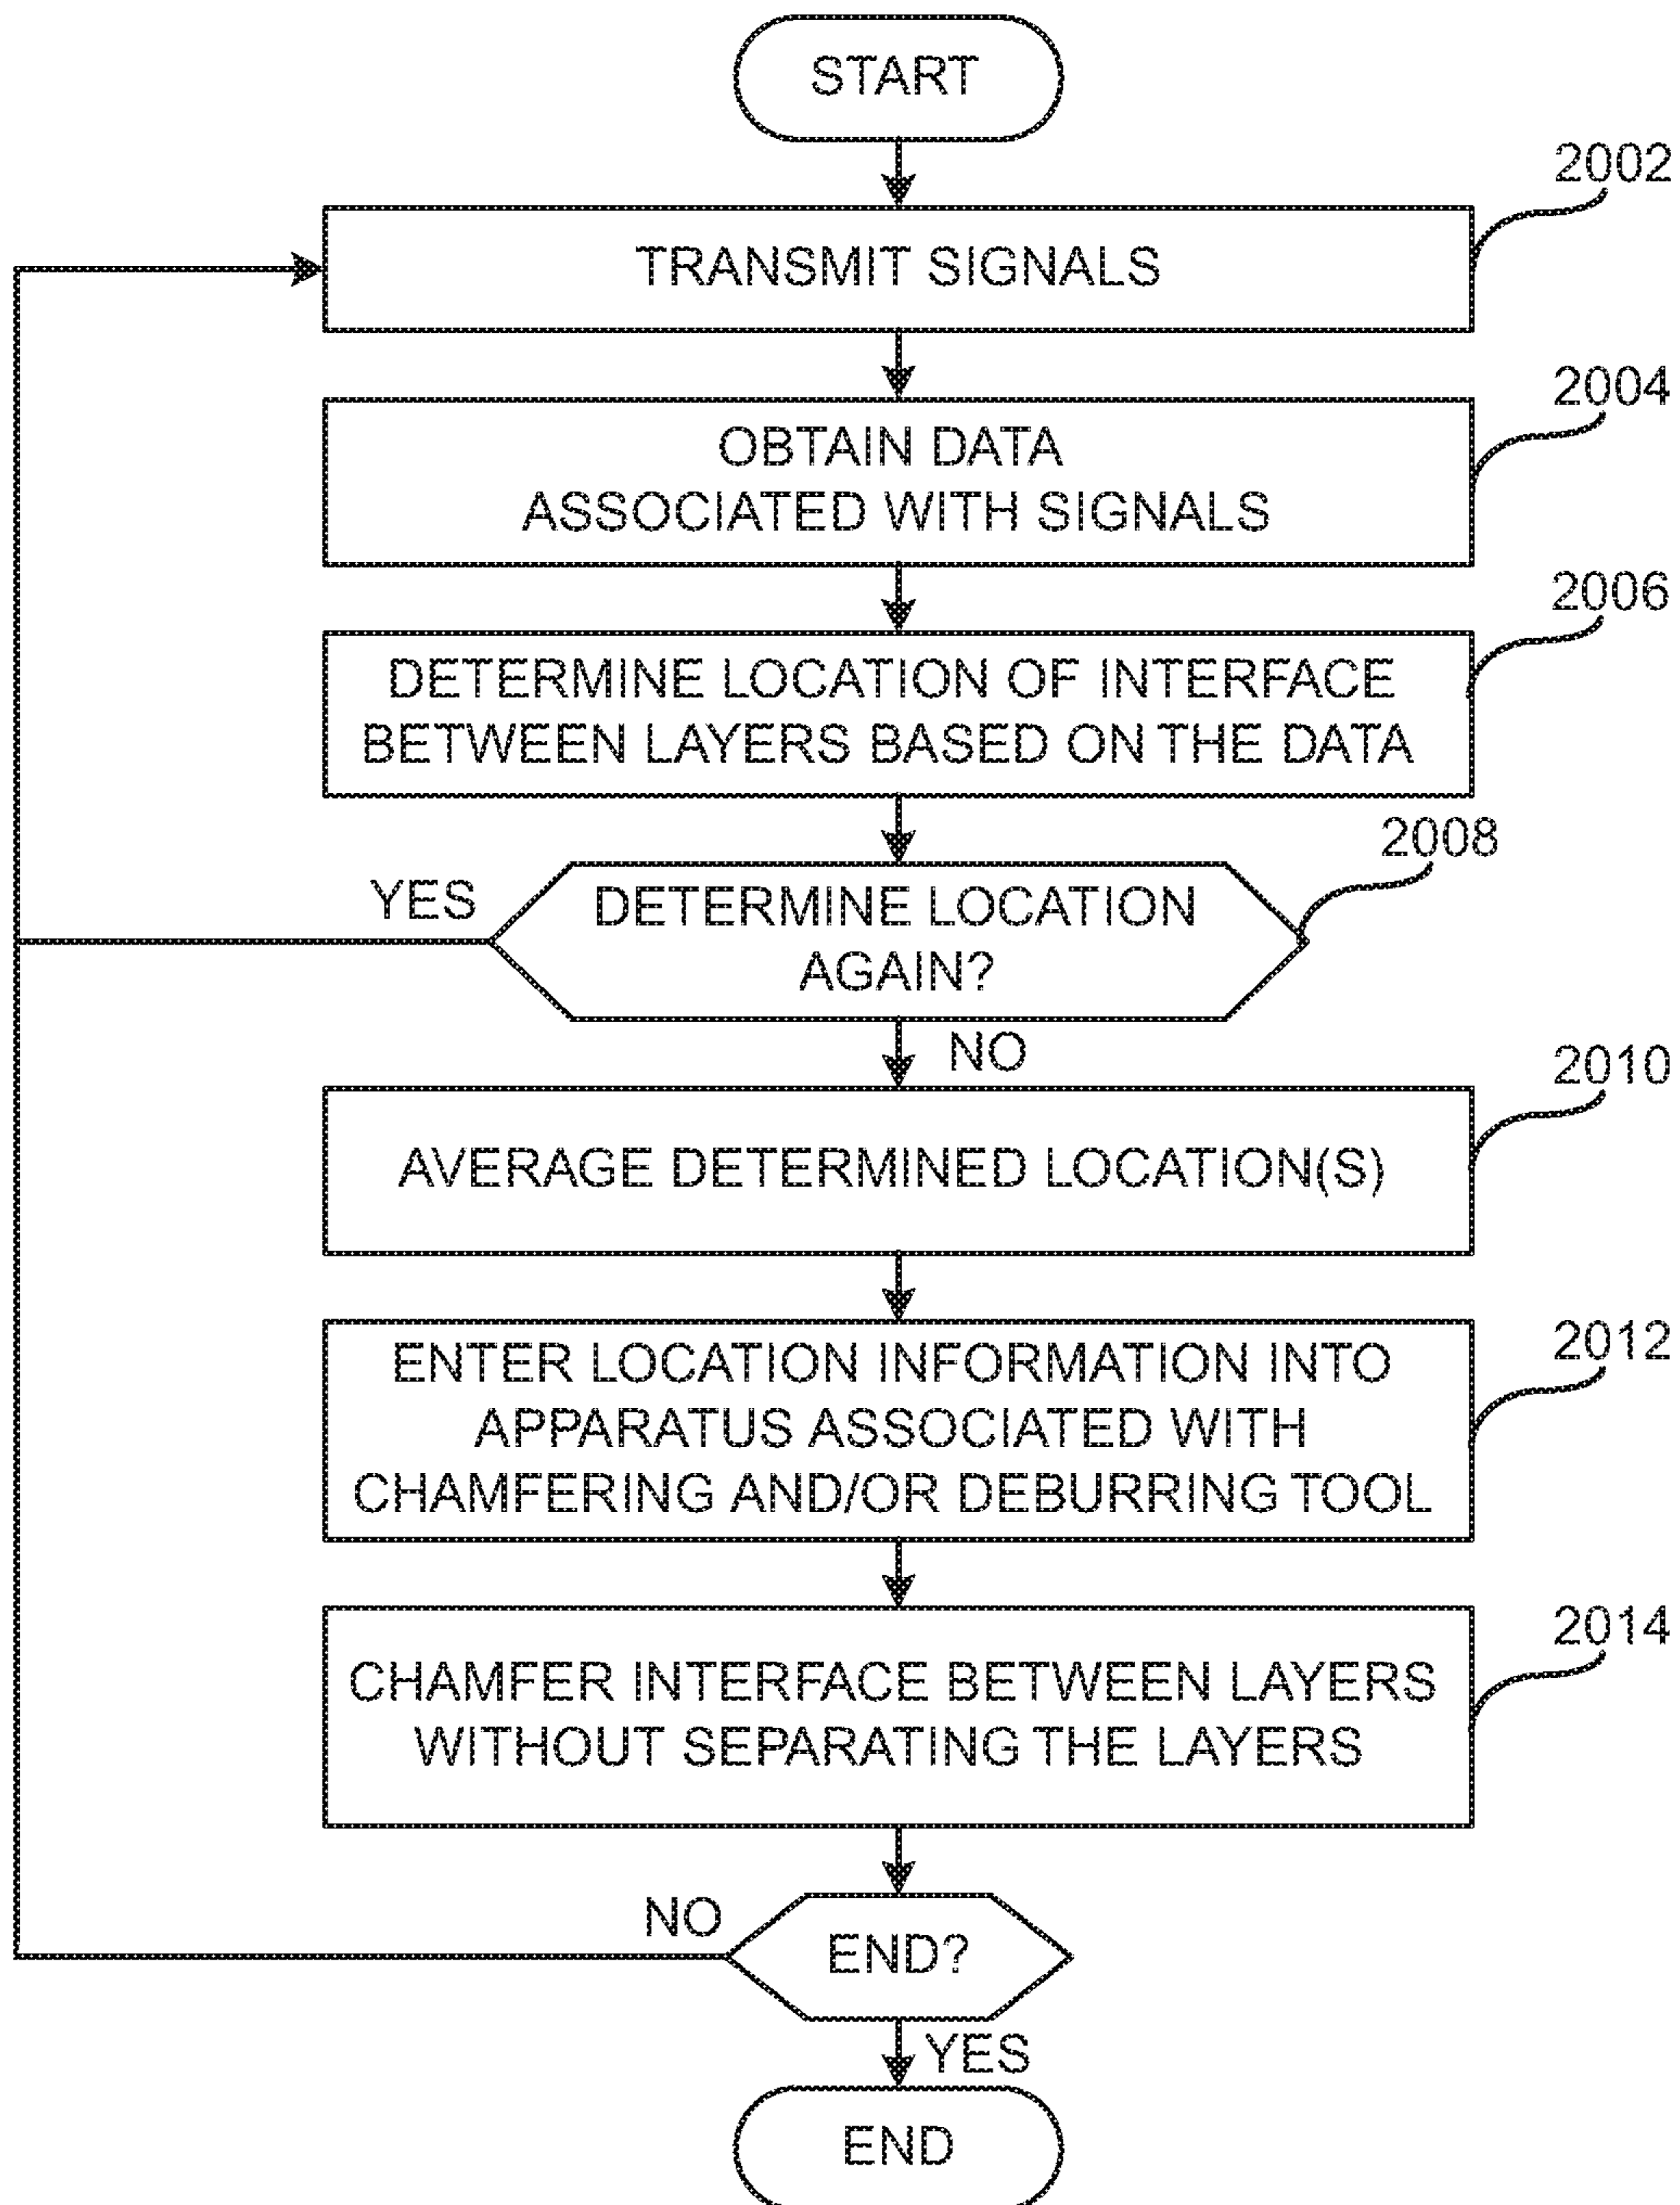 START
2002
TRANSMIT SIGNALS
2004
OBTAIN DATA
ASSOCIATED WITH SIGNALS
2006
DETERMINE LOCATION OF INTERFACE
BETWEEN LAYERS BASED ON THE DATA
2008
YES
DETERMINE LOCATION
AGAIN?
NO
2010
AVERAGE DETERMINED LOCATION(S)
2012
ENTER LOCATION INFORMATION INTO
APPARATUS ASSOCIATED WITH
CHAMFERING AND/OR DEBURRING TOOL
2014
CHAMFER INTERFACE BETWEEN LAYERS
WITHOUT SEPARATING THE LAYERS
NO
END?
YES
END